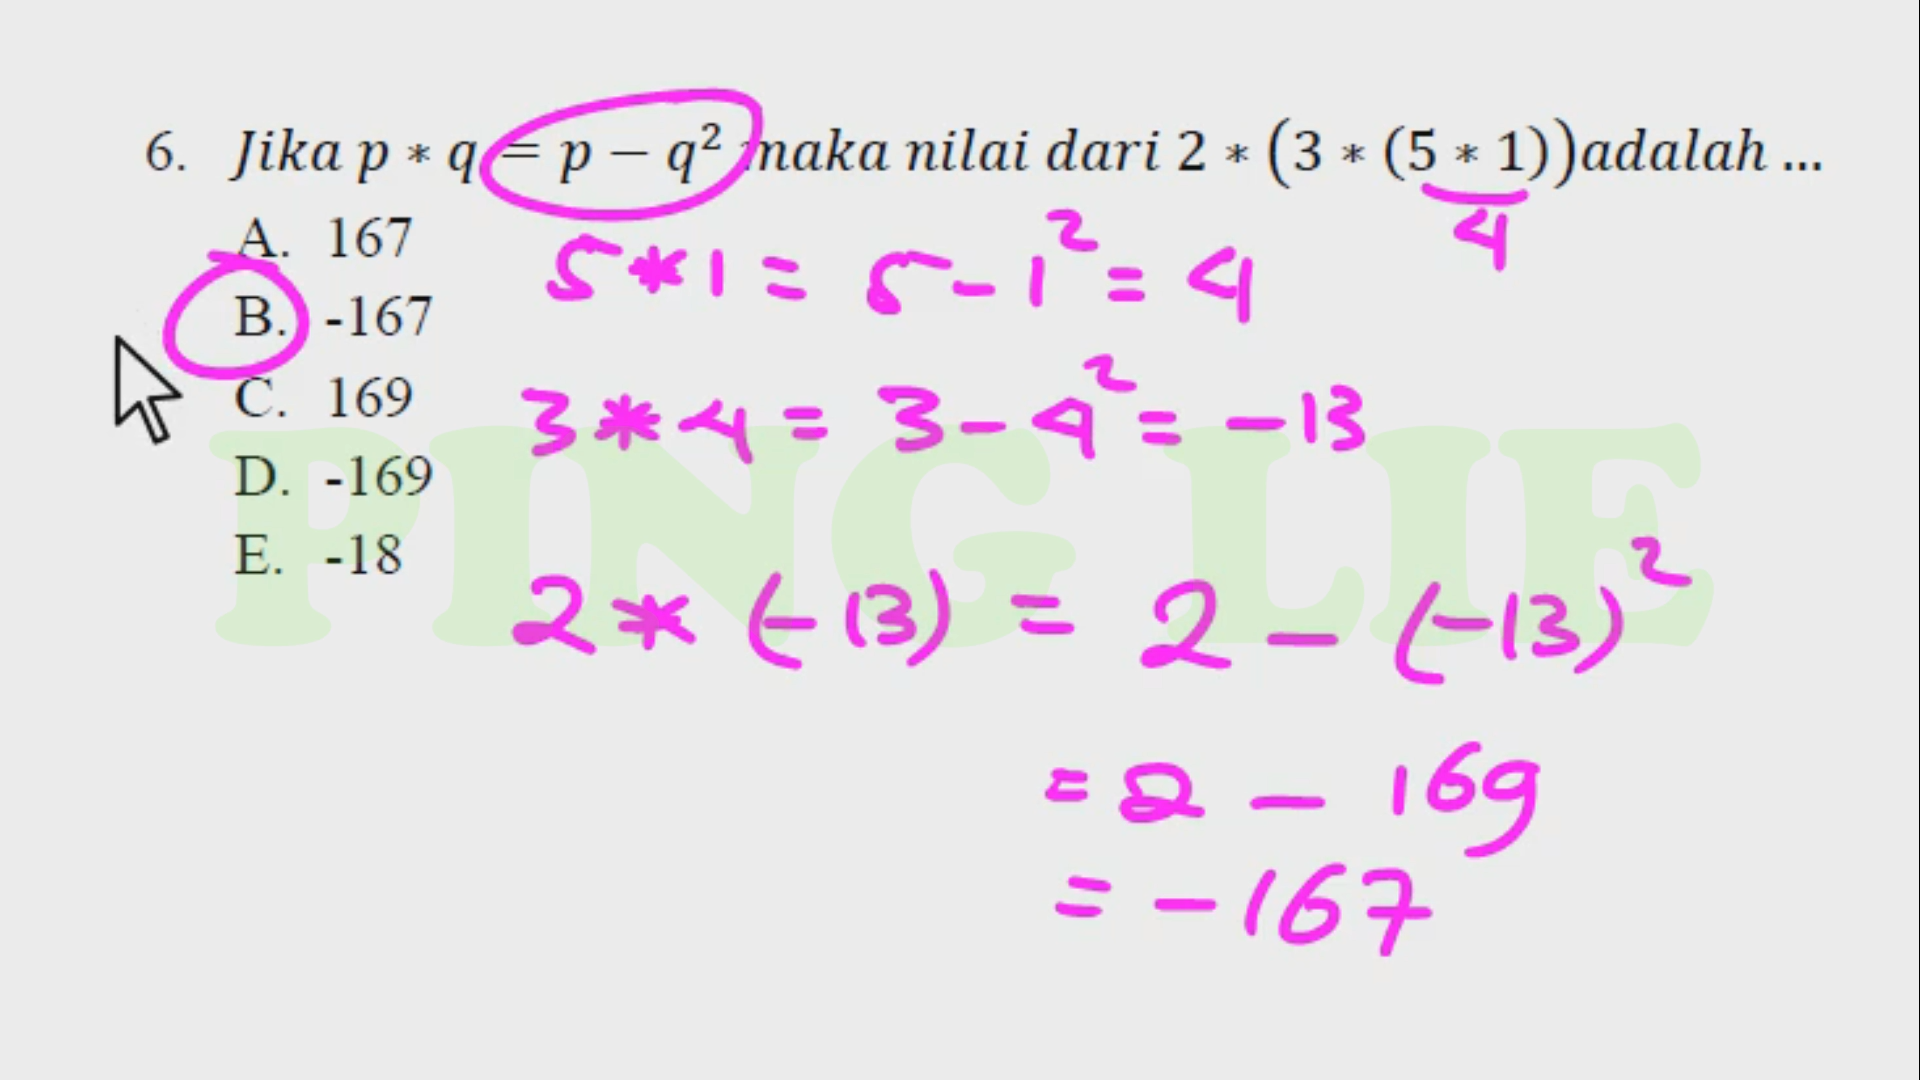 6. Jika p * q = p − q² maka nilai dari 2 * (3 * (5 * 1)) adalah ...
4
A. 167
5 * 1 = 5 - 1² = 4
B. -167
C. 169
3 * 4 = 3 - 4² = -13
D. -169
E. -18
PING LIE
2 * (-13) = 2 - (-13)²
= 2 - 169
= -167